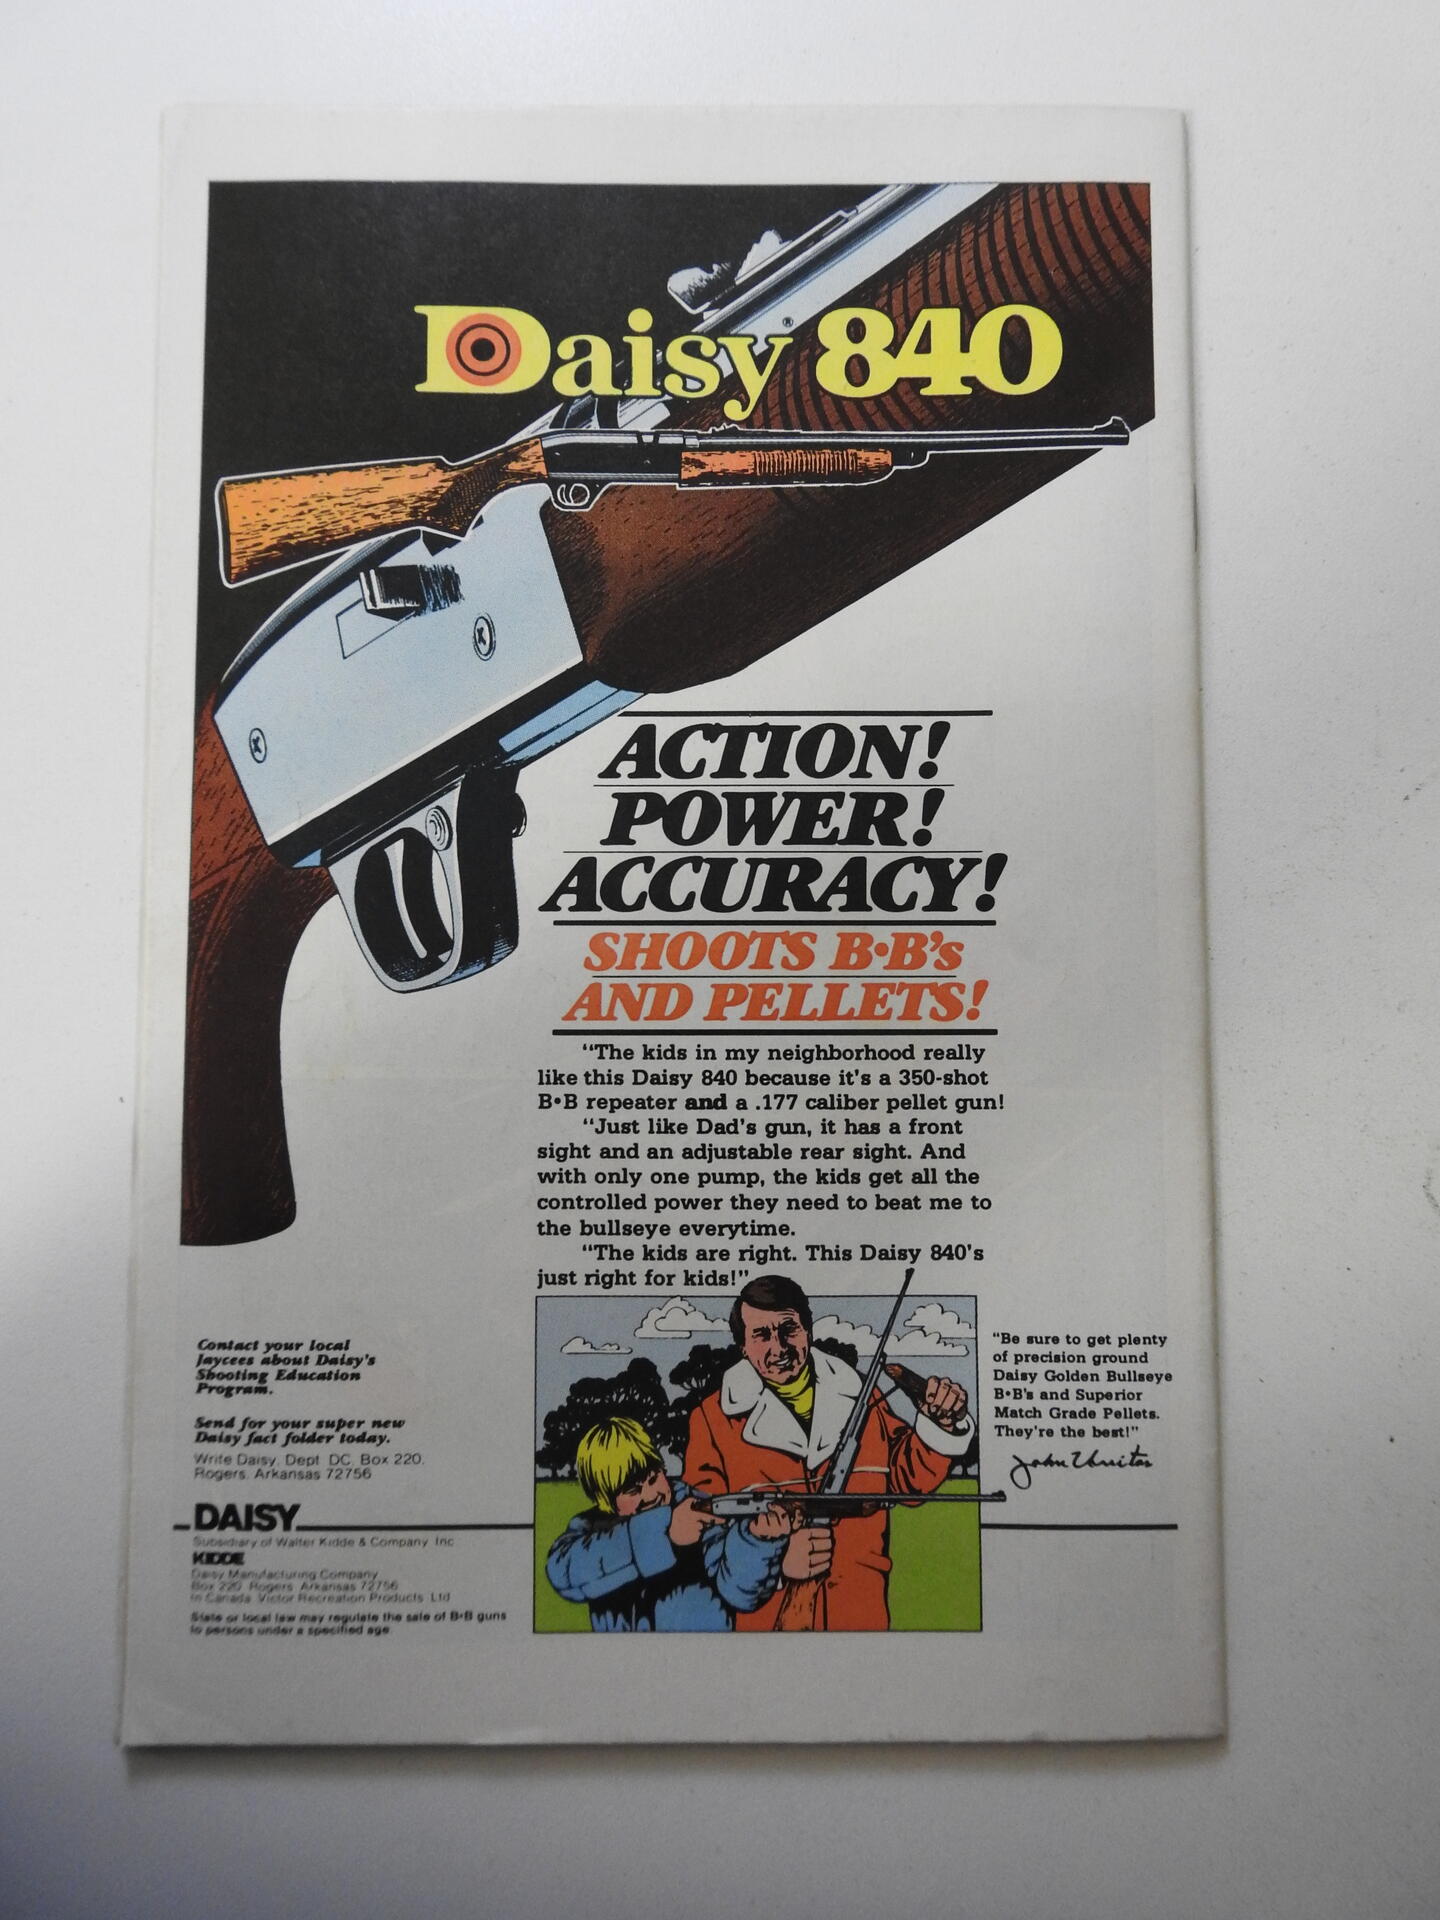 Daisy® 840
ACTION!
POWER!
ACCURACY!
SHOOTS B•B's
AND PELLETS!
"The kids in my neighborhood really
like this Daisy 840 because it's a 350-shot
B•B repeater and a .177 caliber pellet gun!
"Just like Dad's gun, it has a front
sight and an adjustable rear sight. And
with only one pump, the kids get all the
controlled power they need to beat me to
the bullseye everytime.
"The kids are right. This Daisy 840's
just right for kids!"
"Be sure to get plenty
of precision ground
Daisy Golden Bullseye
B•B's and Superior
Match Grade Pellets.
They're the best!"
John Unitas
Contact your local
Jaycees about Daisy's
Shooting Education
Program.
Send for your super new
Daisy fact folder today.
Write Daisy, Dept. DC, Box 220,
Rogers, Arkansas 72756
DAISY
Subsidiary of Walter Kidde & Company, Inc.
KIDDE
Daisy Manufacturing Company
Box 220, Rogers, Arkansas 72756
In Canada: Victor Recreation Products, Ltd.
State or local law may regulate the sale of B•B guns
to persons under a specified age.